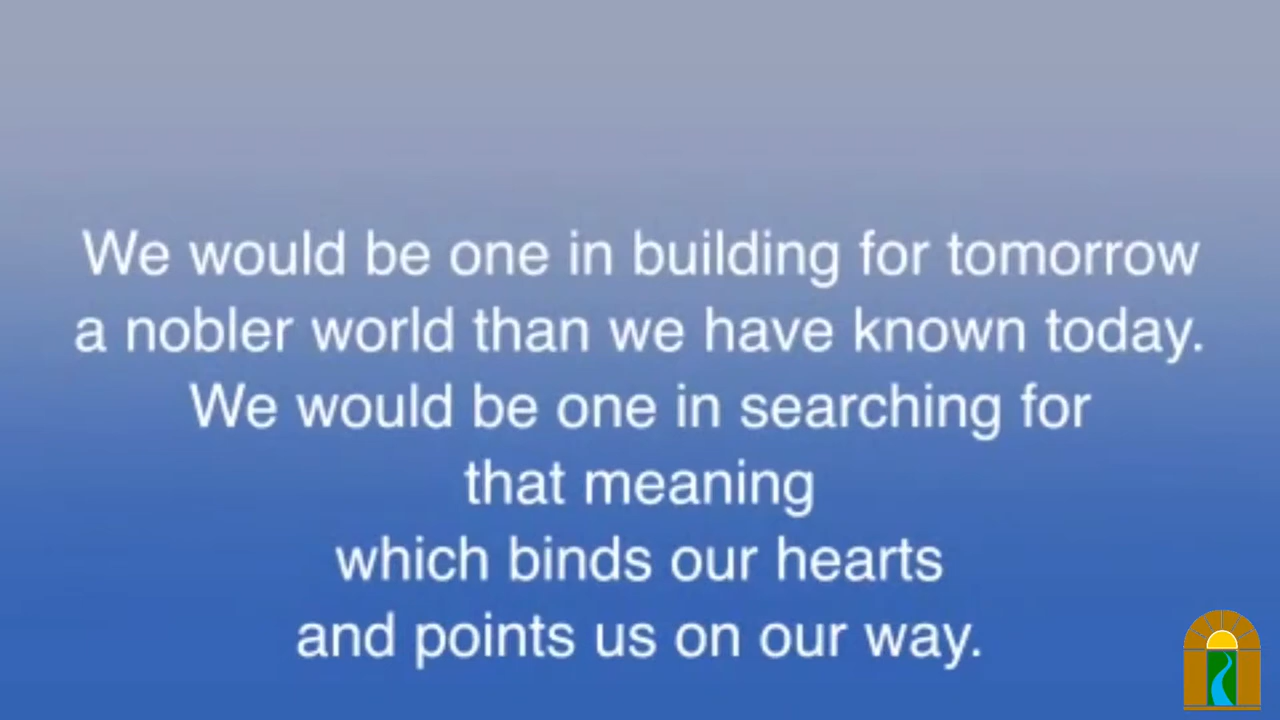 We would be one in building for tomorrow
a nobler world than we have known today.
We would be one in searching for
that meaning
which binds our hearts
and points us on our way.